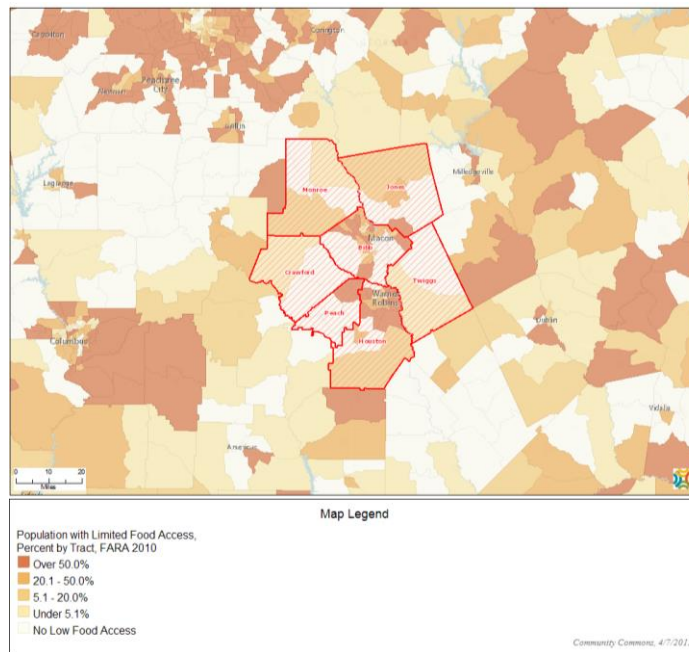 Covington
Peachtree
City
Griffin
LaGrange
Milledgeville
Monroe
Jones
Macon
Bibb
Crawford
Twiggs
Warner
Robins
Peach
Houston
Dublin
Columbus
Vidalia
Americus
0 10 20
Miles
Map Legend
Population with Limited Food Access,
Percent by Tract, FARA 2010
Over 50.0%
20.1 - 50.0%
5.1 - 20.0%
Under 5.1%
No Low Food Access
Community Commons, 4/7/201